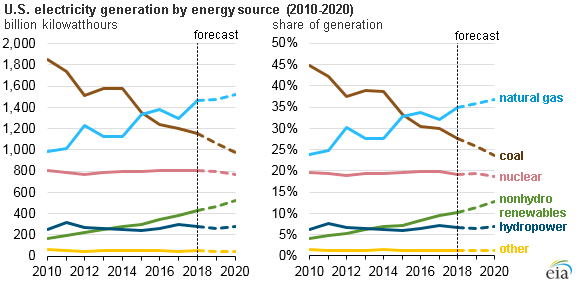 U.S. electricity generation by energy source (2010-2020)
billion kilowatthours
share of generation
forecast
forecast
2,000
1,800
1,600
1,400
1,200
1,000
800
600
400
200
0
2010 2012 2014 2016 2018 2020
50%
45%
40%
35%
30%
25%
20%
15%
10%
5%
0%
2010 2012 2014 2016 2018 2020
natural gas
coal
nuclear
nonhydro
renewables
hydropower
other
eia